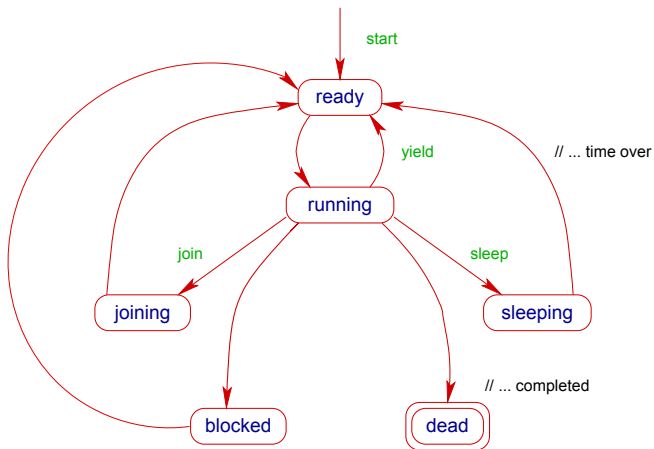 start
ready
yield
// ... time over
running
join
sleep
joining
sleeping
// ... completed
blocked
dead